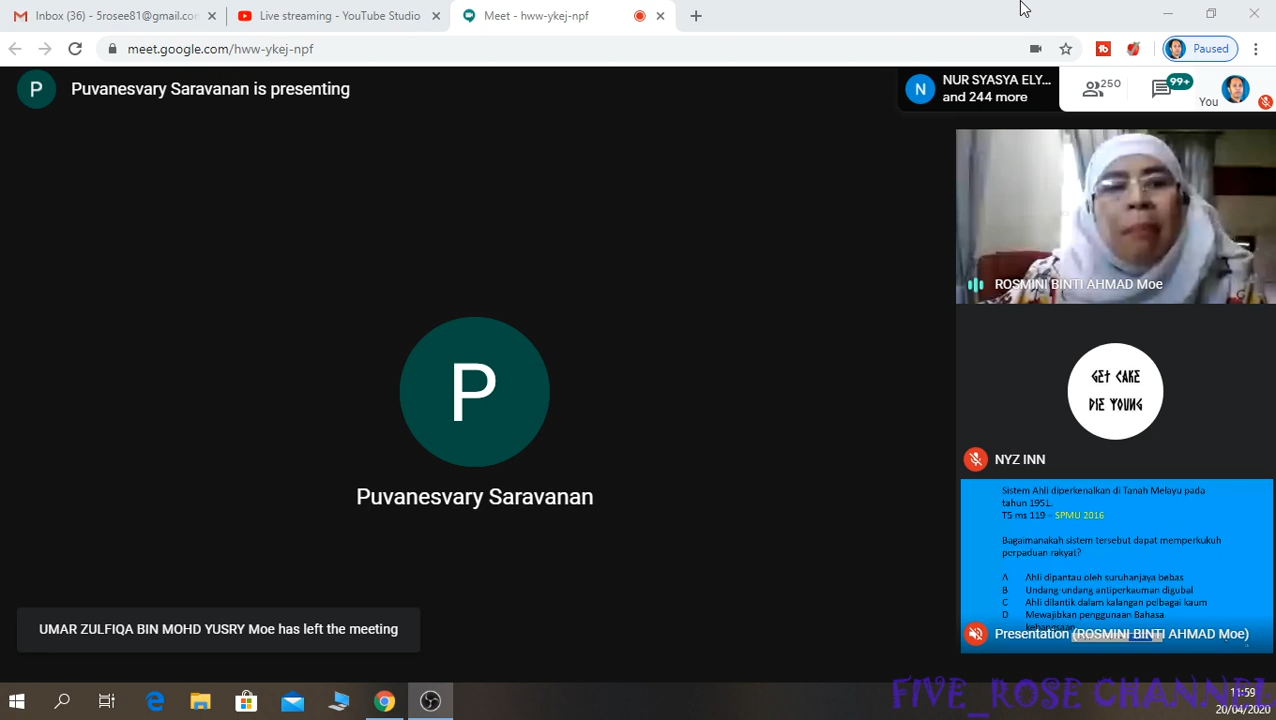 Inbox (36) - 5rosee81@gmail.co
Live streaming - YouTube Studio
Meet - hww-ykej-npf
meet.google.com/hww-ykej-npf
Paused
P
Puvanesvary Saravanan is presenting
N
NUR SYASYA ELY...
and 244 more
250
99+
You
ROSMINI BINTI AHMAD Moe
GET CAKE
DIE YOUNG
NYZ INN
P
Puvanesvary Saravanan
Sistem Ahli diperkenalkan di Tanah Melayu pada
tahun 1951.
T5 ms 119 – SPMU 2016
Bagaimanakah sistem tersebut dapat memperkukuh
perpaduan rakyat?
A Ahli dipantau oleh suruhanjaya bebas
B Undang-undang antiperkauman digubal
C Ahli dilantik dalam kalangan pelbagai kaum
D Mewajibkan penggunaan Bahasa
kebangsaan
Presentation (ROSMINI BINTI AHMAD Moe)
UMAR ZULFIQA BIN MOHD YUSRY Moe has left the meeting
FIVE_ROSE CHANNEL
11:59
20/04/2020